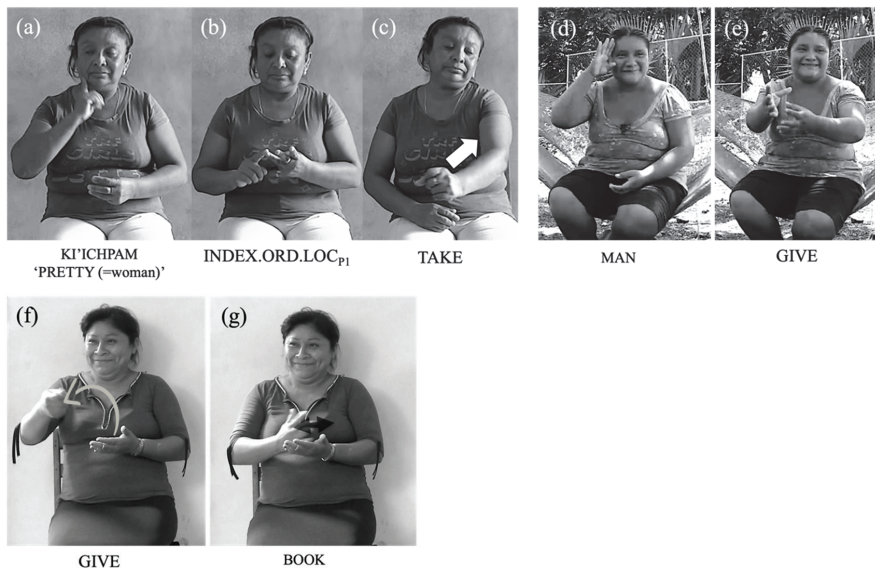 (a)
(b)
(c)
(d)
(e)
KI'ICHPAM
'PRETTY (=woman)'
INDEX.ORD.LOCP1
TAKE
MAN
GIVE
(f)
(g)
GIVE
BOOK